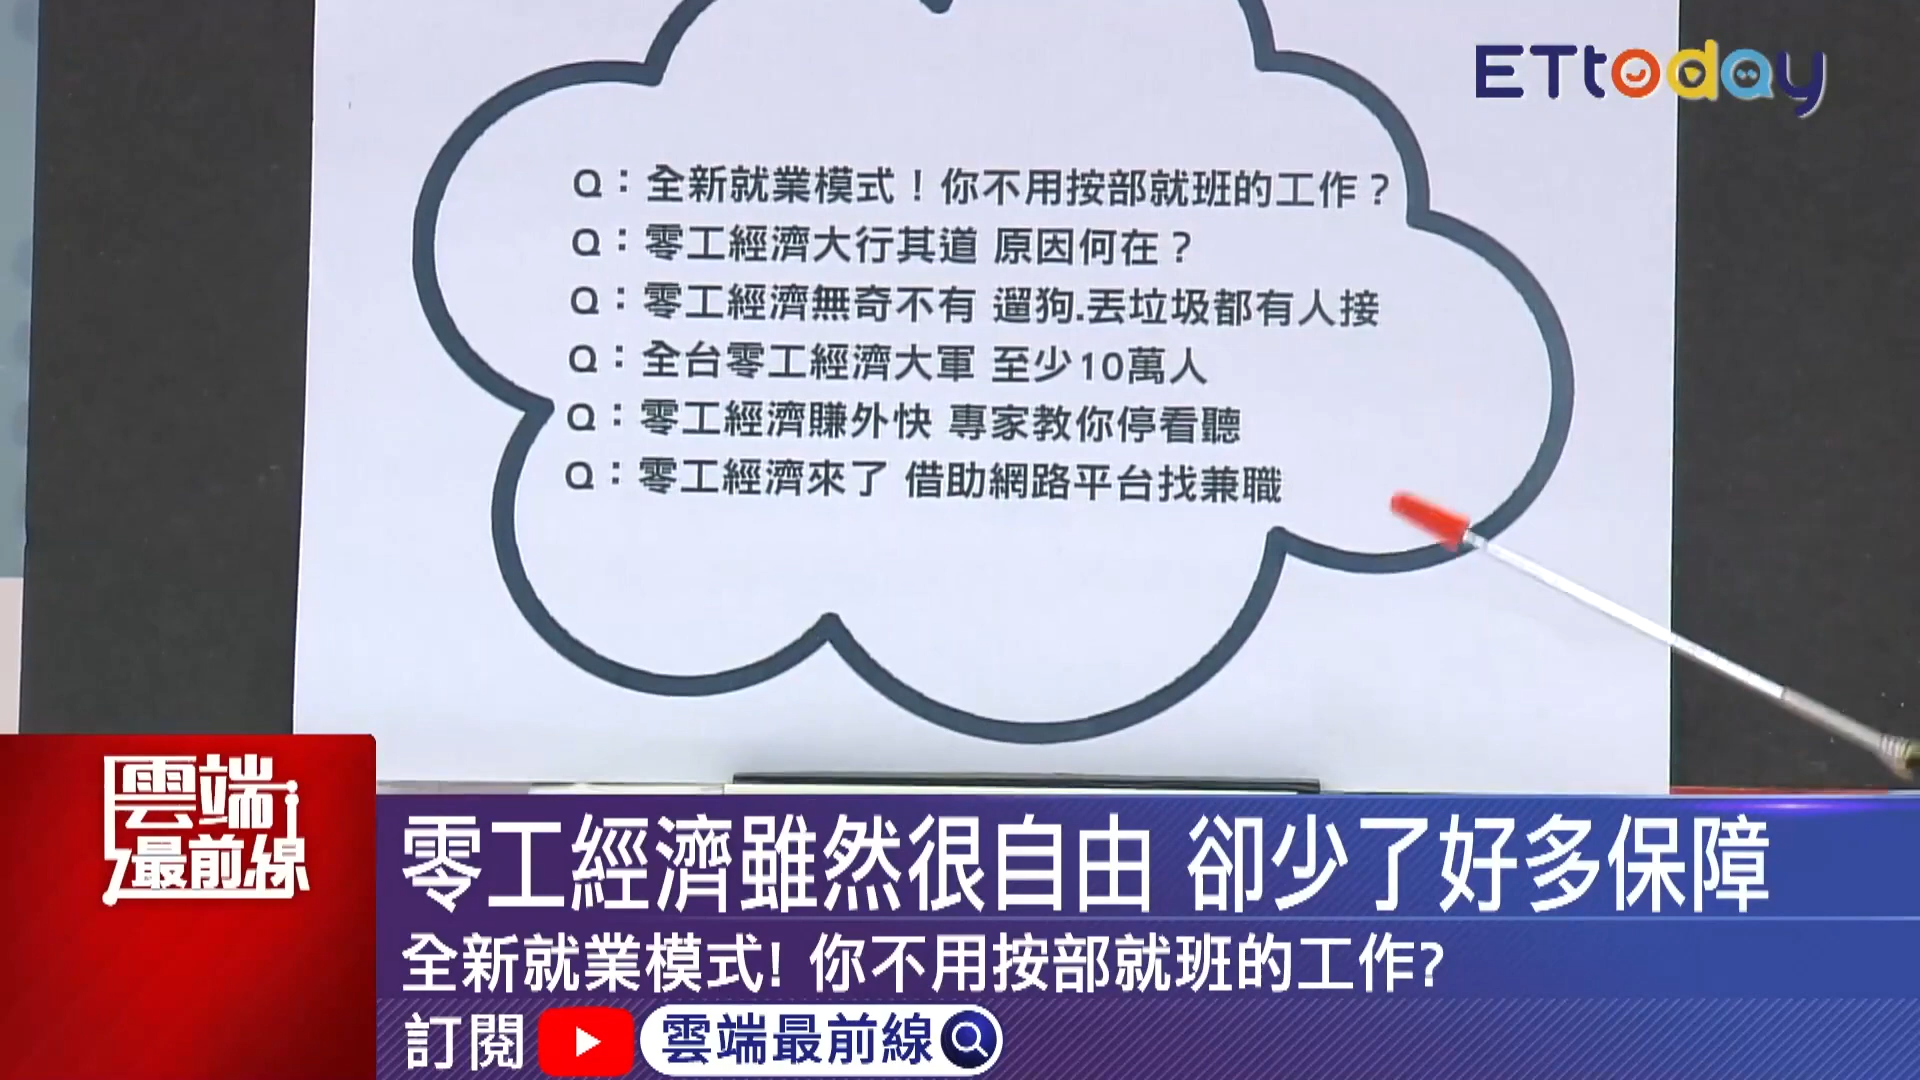 ETtoday
Q：全新就業模式！你不用按部就班的工作？
Q：零工經濟大行其道 原因何在？
Q：零工經濟無奇不有 遛狗.丟垃圾都有人接
Q：全台零工經濟大軍 至少10萬人
Q：零工經濟賺外快 專家教你停看聽
Q：零工經濟來了 借助網路平台找兼職
雲端
最前線
零工經濟雖然很自由 卻少了好多保障
全新就業模式! 你不用按部就班的工作?
訂閱 雲端最前線